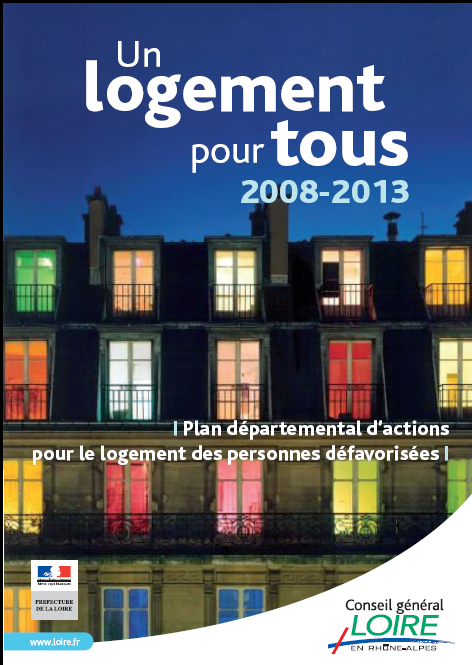 Un
logement
pour tous
2008-2013
| Plan départemental d'actions
pour le logement des personnes défavorisées |
PRÉFECTURE
DE LA LOIRE
www.loire.fr
Conseil général
LOIRE
EN RHÔNE-ALPES